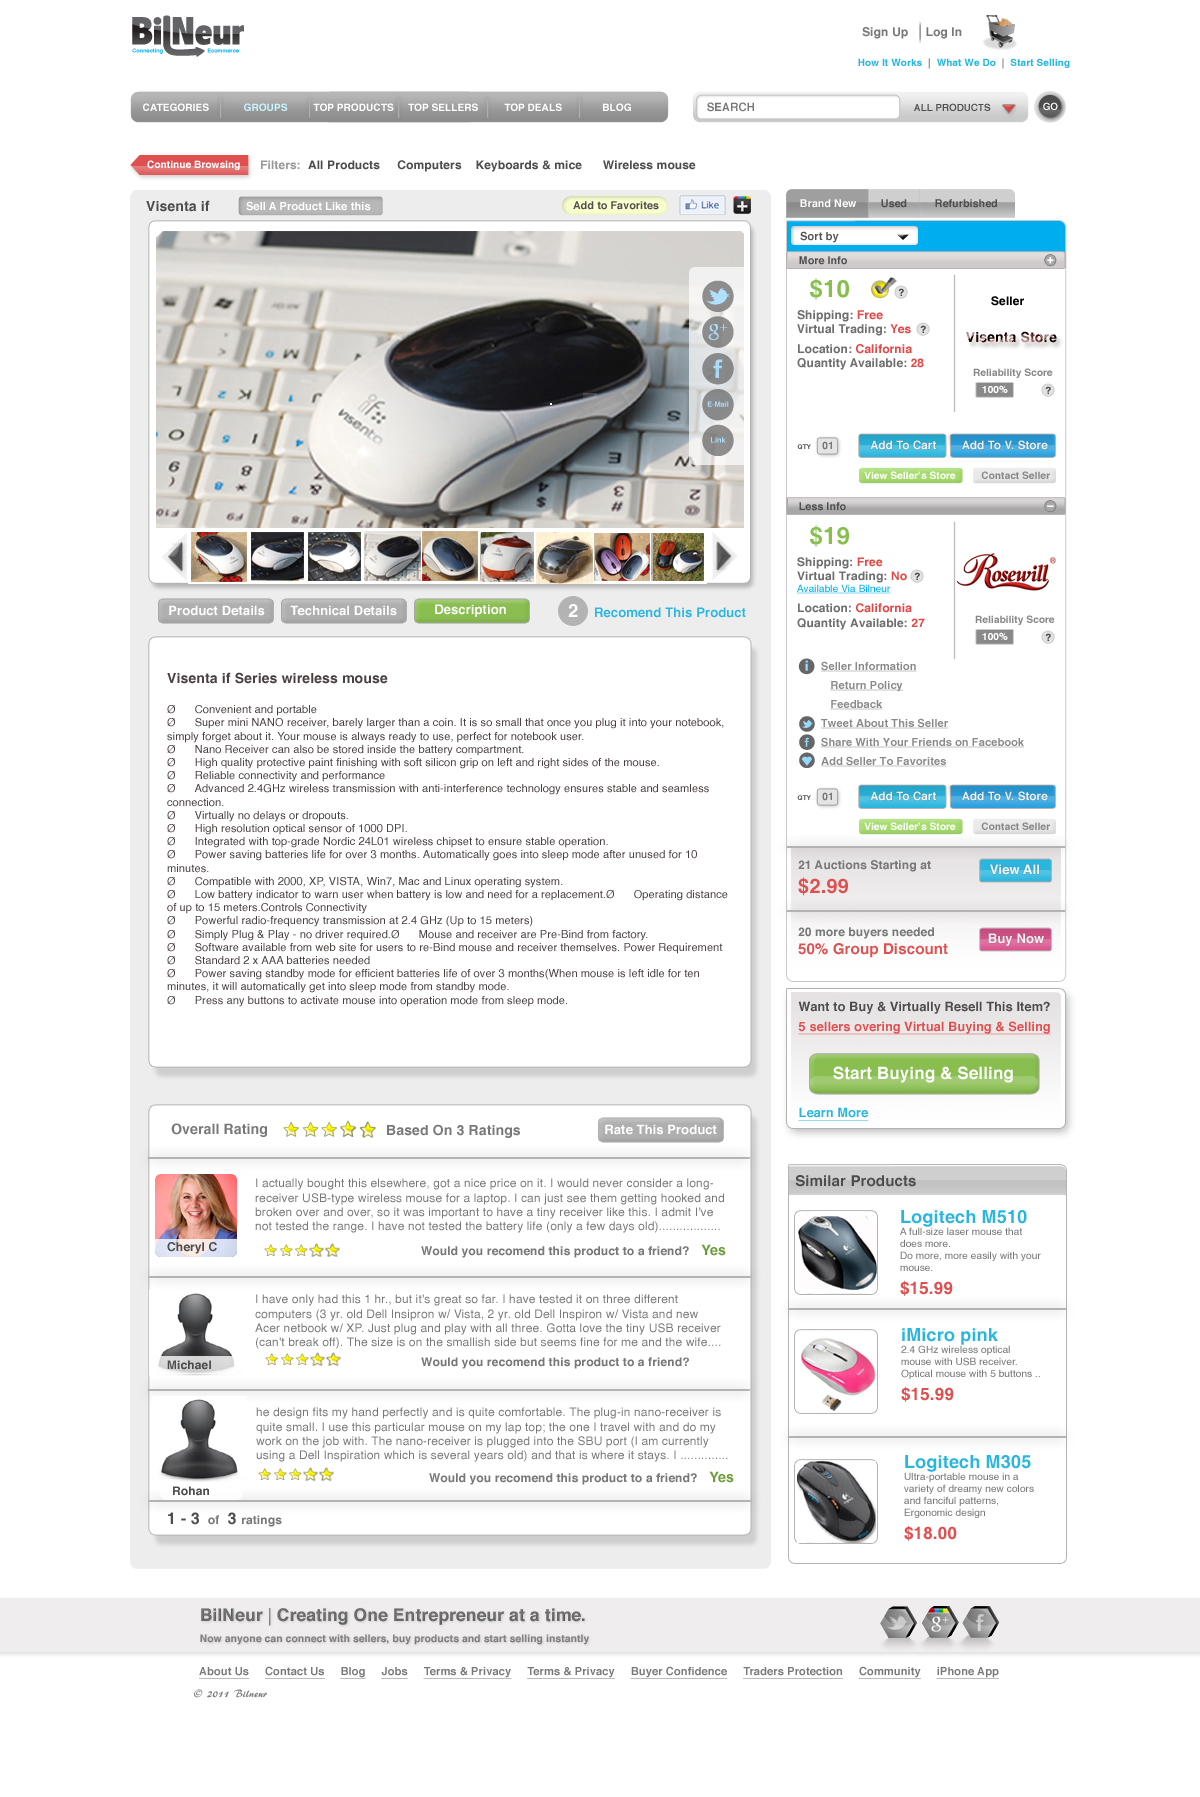 BilNeur
Connecting Ecommerce
Sign Up | Log In
How It Works | What We Do | Start Selling
CATEGORIES GROUPS TOP PRODUCTS TOP SELLERS TOP DEALS BLOG
SEARCH ALL PRODUCTS GO
Continue Browsing Filters: All Products Computers Keyboards & mice Wireless mouse
Visenta if Sell A Product Like this Add to Favorites Like
if
visenta
E-Mail
Link
Product Details Technical Details Description 2 Recomend This Product
Visenta if Series wireless mouse
Ø Convenient and portable
Ø Super mini NANO receiver, barely larger than a coin. It is so small that once you plug it into your notebook,
simply forget about it. Your mouse is always ready to use, perfect for notebook user.
Ø Nano Receiver can also be stored inside the battery compartment.
Ø High quality protective paint finishing with soft silicon grip on left and right sides of the mouse.
Ø Reliable connectivity and performance
Ø Advanced 2.4GHz wireless transmission with anti-interference technology ensures stable and seamless
connection.
Ø Virtually no delays or dropouts.
Ø High resolution optical sensor of 1000 DPI.
Ø Integrated with top-grade Nordic 24L01 wireless chipset to ensure stable operation.
Ø Power saving batteries life for over 3 months. Automatically goes into sleep mode after unused for 10
minutes.
Ø Compatible with 2000, XP, VISTA, Win7, Mac and Linux operating system.
Ø Low battery indicator to warn user when battery is low and need for a replacement.Ø Operating distance
of up to 15 meters.Controls Connectivity
Ø Powerful radio-frequency transmission at 2.4 GHz (Up to 15 meters)
Ø Simply Plug & Play - no driver required.Ø Mouse and receiver are Pre-Bind from factory.
Ø Software available from web site for users to re-Bind mouse and receiver themselves. Power Requirement
Ø Standard 2 x AAA batteries needed
Ø Power saving standby mode for efficient batteries life of over 3 months(When mouse is left idle for ten
minutes, it will automatically get into sleep mode from standby mode.
Ø Press any buttons to activate mouse into operation mode from sleep mode.
Overall Rating Based On 3 Ratings Rate This Product
I actually bought this elsewhere, got a nice price on it. I would never consider a long-
receiver USB-type wireless mouse for a laptop. I can just see them getting hooked and
broken over and over, so it was important to have a tiny receiver like this. I admit I've
not tested the range. I have not tested the battery life (only a few days old)..................
Cheryl C
Would you recomend this product to a friend? Yes
I have only had this 1 hr., but it's great so far. I have tested it on three different
computers (3 yr. old Dell Insipron w/ Vista, 2 yr. old Dell Inspiron w/ Vista and new
Acer netbook w/ XP. Just plug and play with all three. Gotta love the tiny USB receiver
(can't break off). The size is on the smallish side but seems fine for me and the wife....
Michael
Would you recomend this product to a friend?
he design fits my hand perfectly and is quite comfortable. The plug-in nano-receiver is
quite small. I use this particular mouse on my lap top; the one I travel with and do my
work on the job with. The nano-receiver is plugged into the SBU port (I am currently
using a Dell Inspiration which is several years old) and that is where it stays. I ..............
Rohan
Would you recomend this product to a friend? Yes
1 - 3 of 3 ratings
Brand New Used Refurbished
Sort by
More Info
$10 ?
Shipping: Free
Virtual Trading: Yes ?
Location: California
Quantity Available: 28
Seller
Visenta Store
Reliability Score
100% ?
QTY 01 Add To Cart Add To V. Store
View Seller's Store Contact Seller
Less Info
$19
Shipping: Free
Virtual Trading: No ?
Available Via Bilneur
Location: California
Quantity Available: 27
Rosewill®
Reliability Score
100% ?
Seller Information
Return Policy
Feedback
Tweet About This Seller
Share With Your Friends on Facebook
Add Seller To Favorites
QTY 01 Add To Cart Add To V. Store
View Seller's Store Contact Seller
21 Auctions Starting at
$2.99
View All
20 more buyers needed
50% Group Discount
Buy Now
Want to Buy & Virtually Resell This Item?
5 sellers overing Virtual Buying & Selling
Start Buying & Selling
Learn More
Similar Products
Logitech M510
A full-size laser mouse that
does more.
Do more, more easily with your
mouse.
$15.99
iMicro pink
2.4 GHz wireless optical
mouse with USB receiver.
Optical mouse with 5 buttons ..
$15.99
Logitech M305
Ultra-portable mouse in a
variety of dreamy new colors
and fanciful patterns,
Ergonomic design
$18.00
BilNeur | Creating One Entrepreneur at a time.
Now anyone can connect with sellers, buy products and start selling instantly
About Us Contact Us Blog Jobs Terms & Privacy Terms & Privacy Buyer Confidence Traders Protection Community iPhone App
© 2011 Bilneur